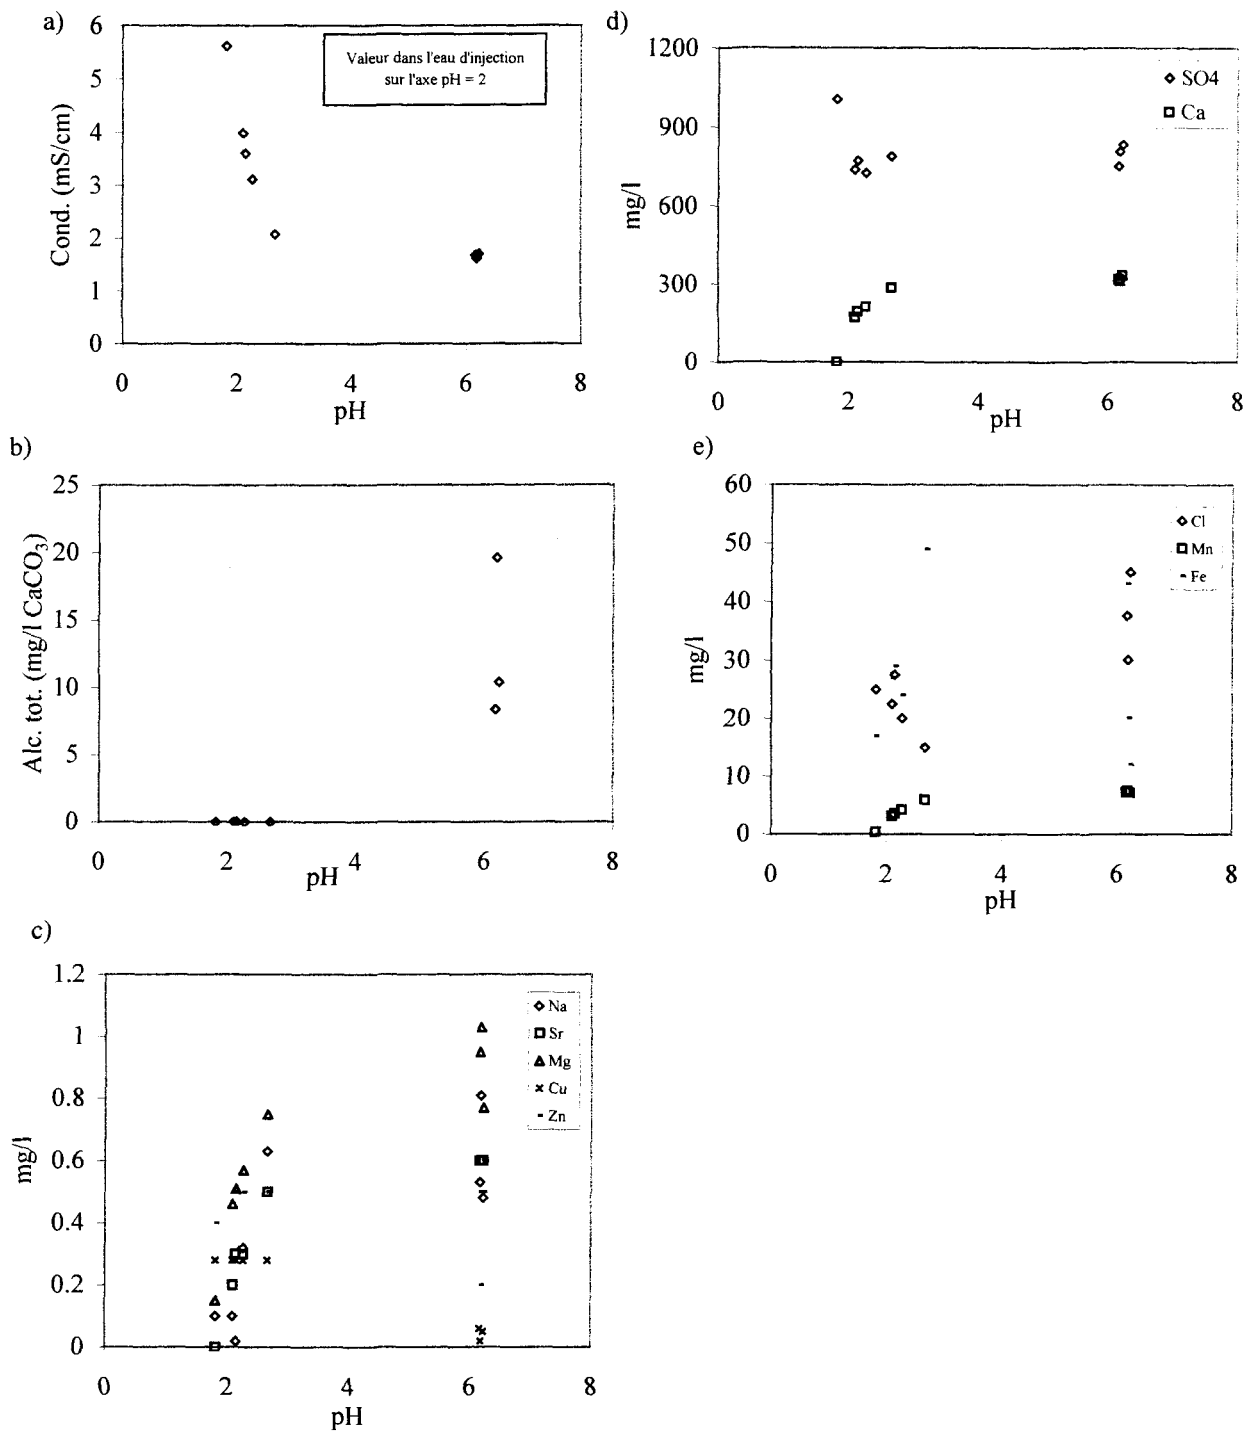 a)
6
5
4
3
2
1
0
Cond. (mS/cm)
Valeur dans l'eau d'injection
sur l'axe pH = 2
0 2 4 6 8
pH
d)
1200
900
600
300
0
mg/l
SO4
Ca
2 4 6 8
pH
b)
25
20
15
10
5
0
Alc. tot. (mg/l CaCO₃)
0 2 4 6 8
pH
e)
60
50
40
30
20
10
0
mg/l
Cl
Mn
Fe
0 2 4 6 8
pH
c)
1.2
1
0.8
0.6
0.4
0.2
0
mg/l
Na
Sr
Mg
Cu
Zn
0 2 4 6 8
pH